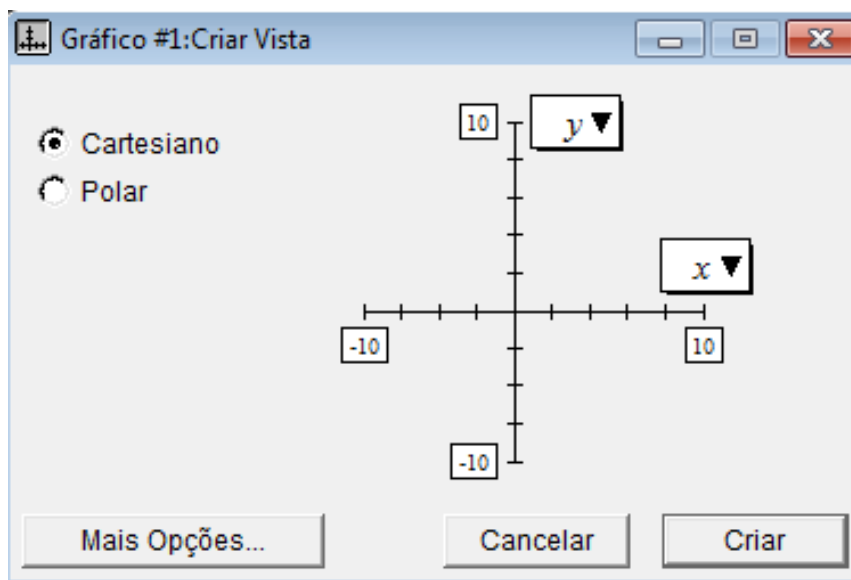 Gráfico #1:Criar Vista
Cartesiano
Polar
10
y
x
-10
10
-10
Mais Opções...
Cancelar
Criar